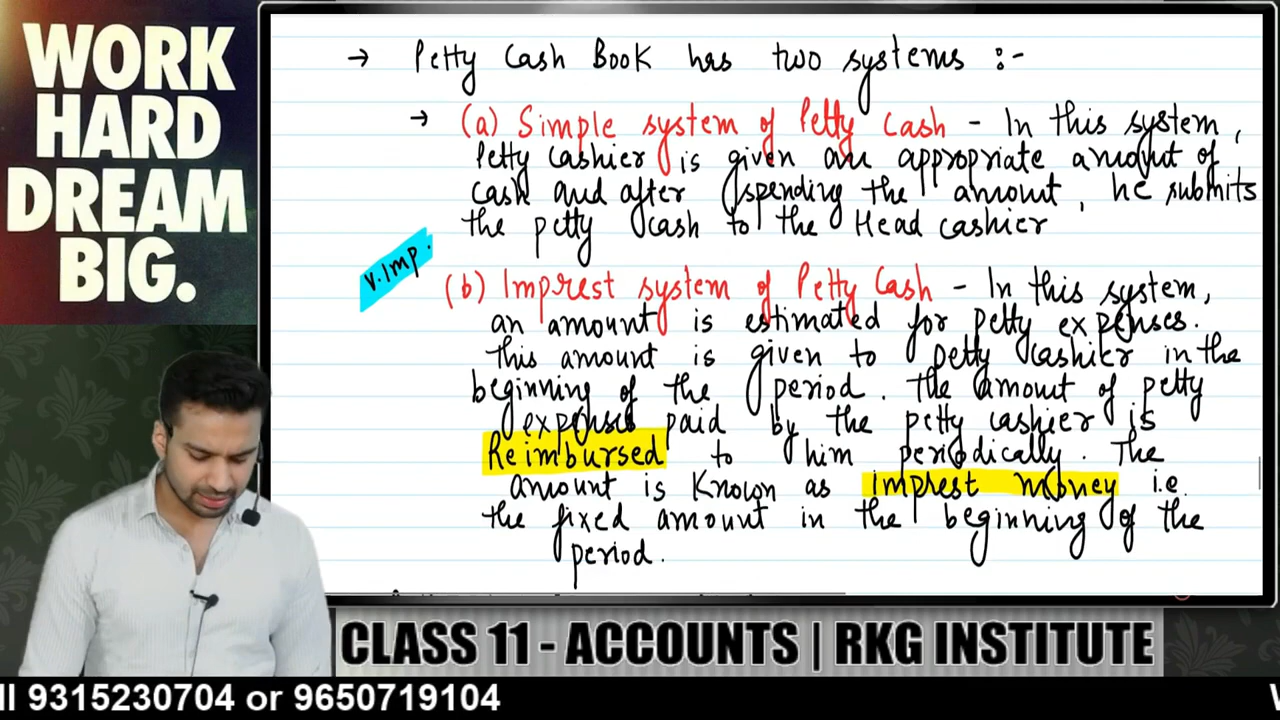 WORK
HARD
DREAM
BIG.
→ Petty Cash Book has two systems :-
→ (a) Simple system of Petty Cash - In this system,
Petty cashier is given an appropriate amount of
cash and after spending the amount, he submits
the petty cash to the Head cashier
V. Imp.
(b) Imprest system of Petty Cash - In this system,
an amount is estimated for petty expenses.
This amount is given to petty cashier in the
beginning of the period. The amount of petty
expenses paid by the petty cashier is
Reimbursed to him periodically. The
amount is Known as imprest money i.e.
the fixed amount in the beginning of the
period.
CLASS 11 - ACCOUNTS | RKG INSTITUTE
9315230704 or 9650719104